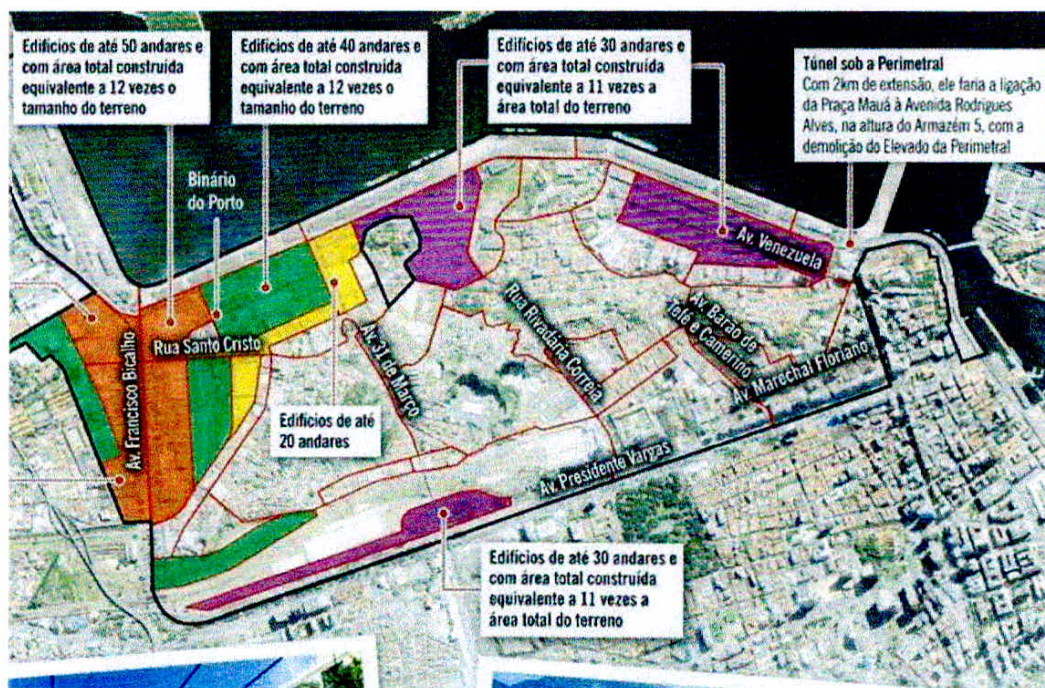 Edifícios de até 50 andares e
com área total construída
equivalente a 12 vezes o
tamanho do terreno
Edifícios de até 40 andares e
com área total construída
equivalente a 12 vezes o
tamanho do terreno
Edifícios de até 30 andares e
com área total construída
equivalente a 11 vezes a
área total do terreno
Túnel sob a Perimetral
Com 2km de extensão, ele faria a ligação
da Praça Mauá à Avenida Rodrigues
Alves, na altura do Armazém 5, com a
demolição do Elevado da Perimetral
Binário
do Porto
Av. Venezuela
Rua Santo Cristo
Av. Francisco Bicalho
Av. 31 de Março
Rua Rivadária Correia
Av. Barão de
Tefé e Camerino
Av. Marechal Floriano
Edifícios de até
20 andares
Av. Presidente Vargas
Edifícios de até 30 andares e
com área total construída
equivalente a 11 vezes a
área total do terreno